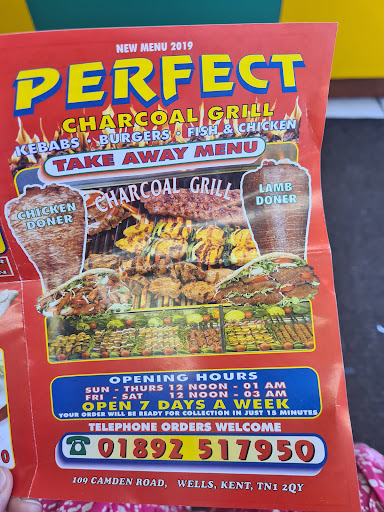 NEW MENU 2019
PERFECT
CHARCOAL GRILL
KEBABS · BURGERS · FISH & CHICKEN
TAKE AWAY MENU
CHARCOAL GRILL
CHICKEN DONER
LAMB DONER
OPENING HOURS
SUN - THURS 12 NOON - 01 AM
FRI - SAT 12 NOON - 03 AM
OPEN 7 DAYS A WEEK
YOUR ORDER WILL BE READY FOR COLLECTION IN JUST 15 MINUTES
TELEPHONE ORDERS WELCOME
☎ 01892 517950
109 CAMDEN ROAD, WELLS, KENT, TN1 2QY